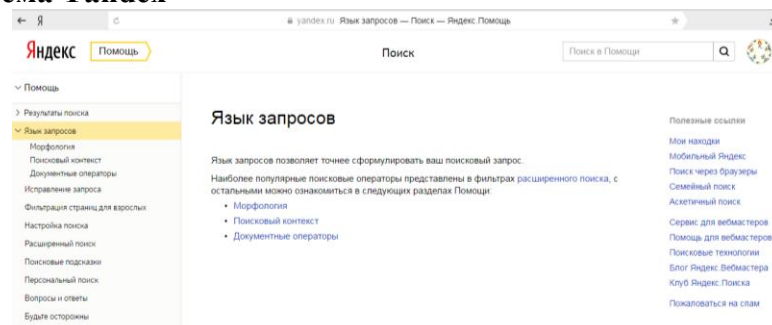 ема Yandex
yandex.ru Язык запросов — Поиск — Яндекс.Помощь
Яндекс Помощь Поиск Поиск в Помощи
Помощь
Результаты поиска
Язык запросов
Морфология
Поисковый контекст
Документные операторы
Исправление запроса
Фильтрация страниц для взрослых
Настройка поиска
Расширенный поиск
Поисковые подсказки
Персональный поиск
Вопросы и ответы
Будьте осторожны
Язык запросов
Язык запросов позволяет точнее сформулировать ваш поисковый запрос.
Наиболее популярные поисковые операторы представлены в фильтрах расширенного поиска, с
остальными можно ознакомиться в следующих разделах Помощи:
• Морфология
• Поисковый контекст
• Документные операторы
Полезные ссылки
Мои находки
Мобильный Яндекс
Поиск через браузеры
Семейный поиск
Аскетичный поиск
Сервис для вебмастеров
Помощь для вебмастеров
Поисковые технологии
Блог Яндекс.Вебмастера
Клуб Яндекс.Поиска
Пожаловаться на спам